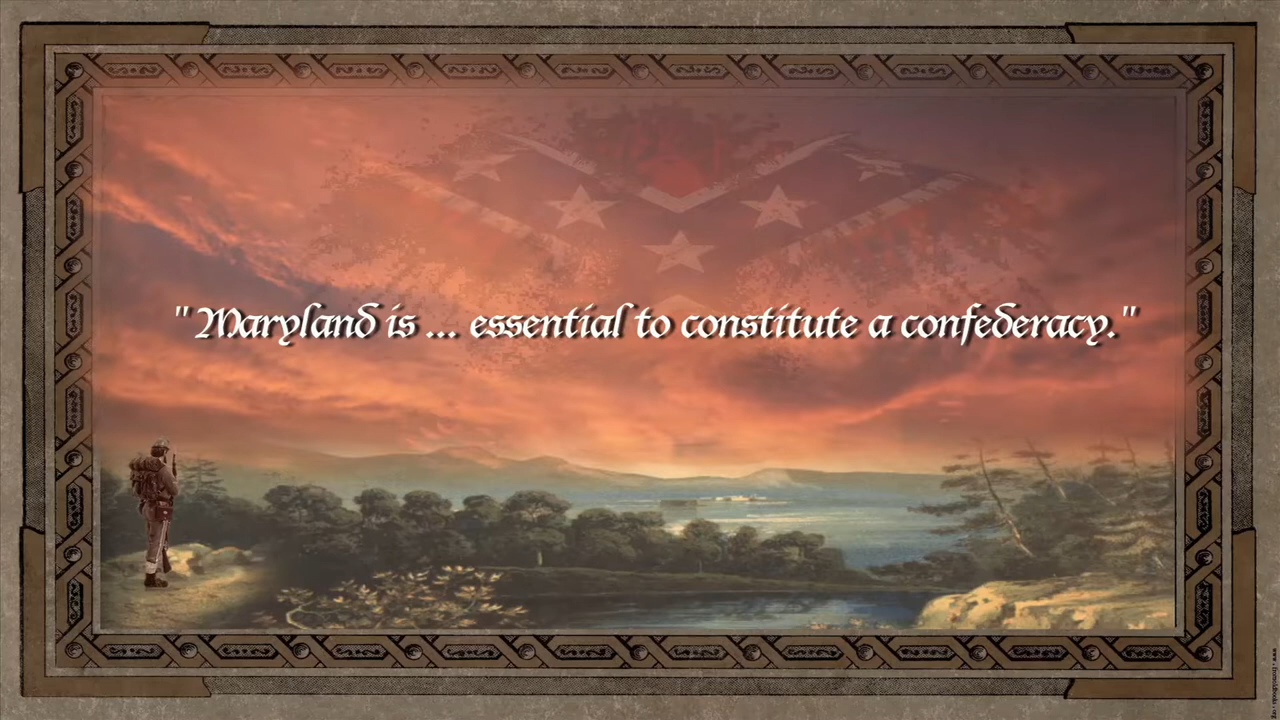 "Maryland is ... essential to constitute a confederacy."